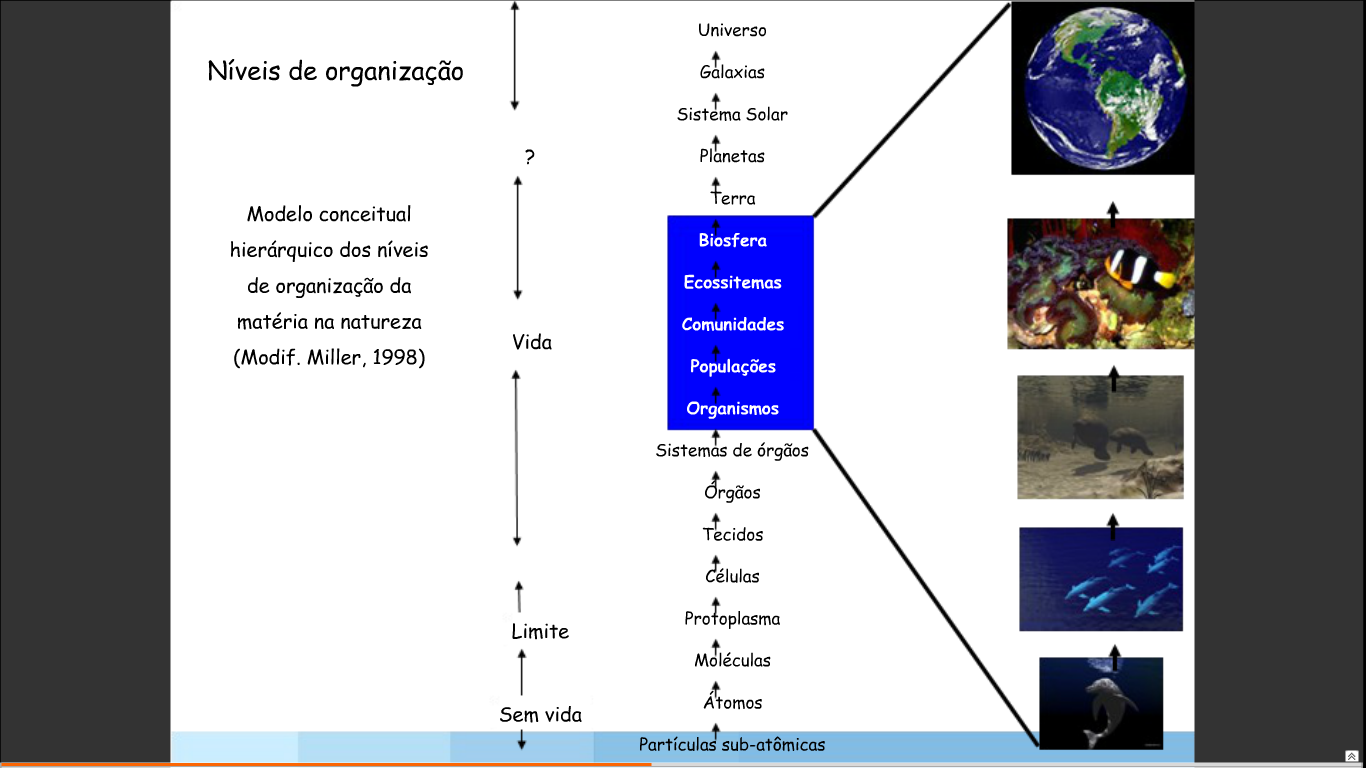 Níveis de organização
Modelo conceitual
hierárquico dos níveis
de organização da
matéria na natureza
(Modif. Miller, 1998)
?
Vida
Limite
Sem vida
Universo
Galaxias
Sistema Solar
Planetas
Terra
Biosfera
Ecossitemas
Comunidades
Populações
Organismos
Sistemas de órgãos
Órgãos
Tecidos
Células
Protoplasma
Moléculas
Átomos
Partículas sub-atômicas